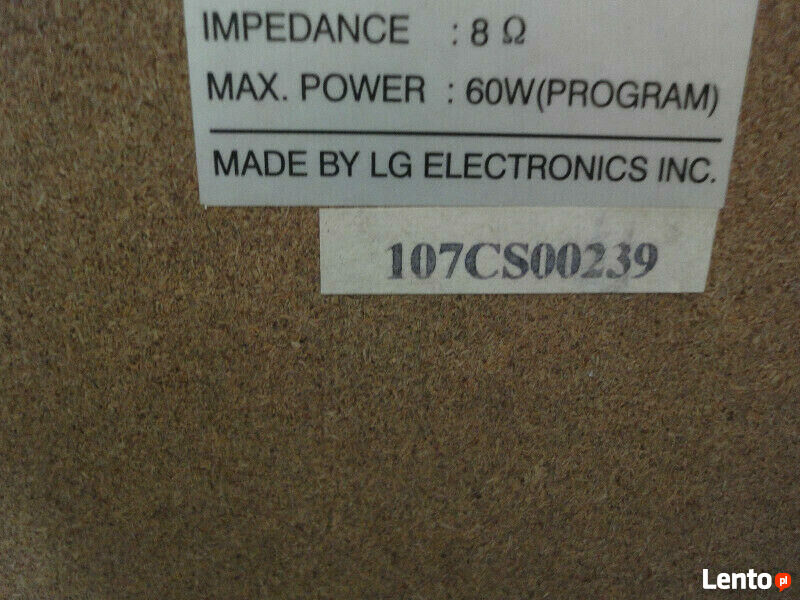 IMPEDANCE : 8 Ω
MAX. POWER : 60W(PROGRAM)
MADE BY LG ELECTRONICS INC.
107CS00239
Lento pl